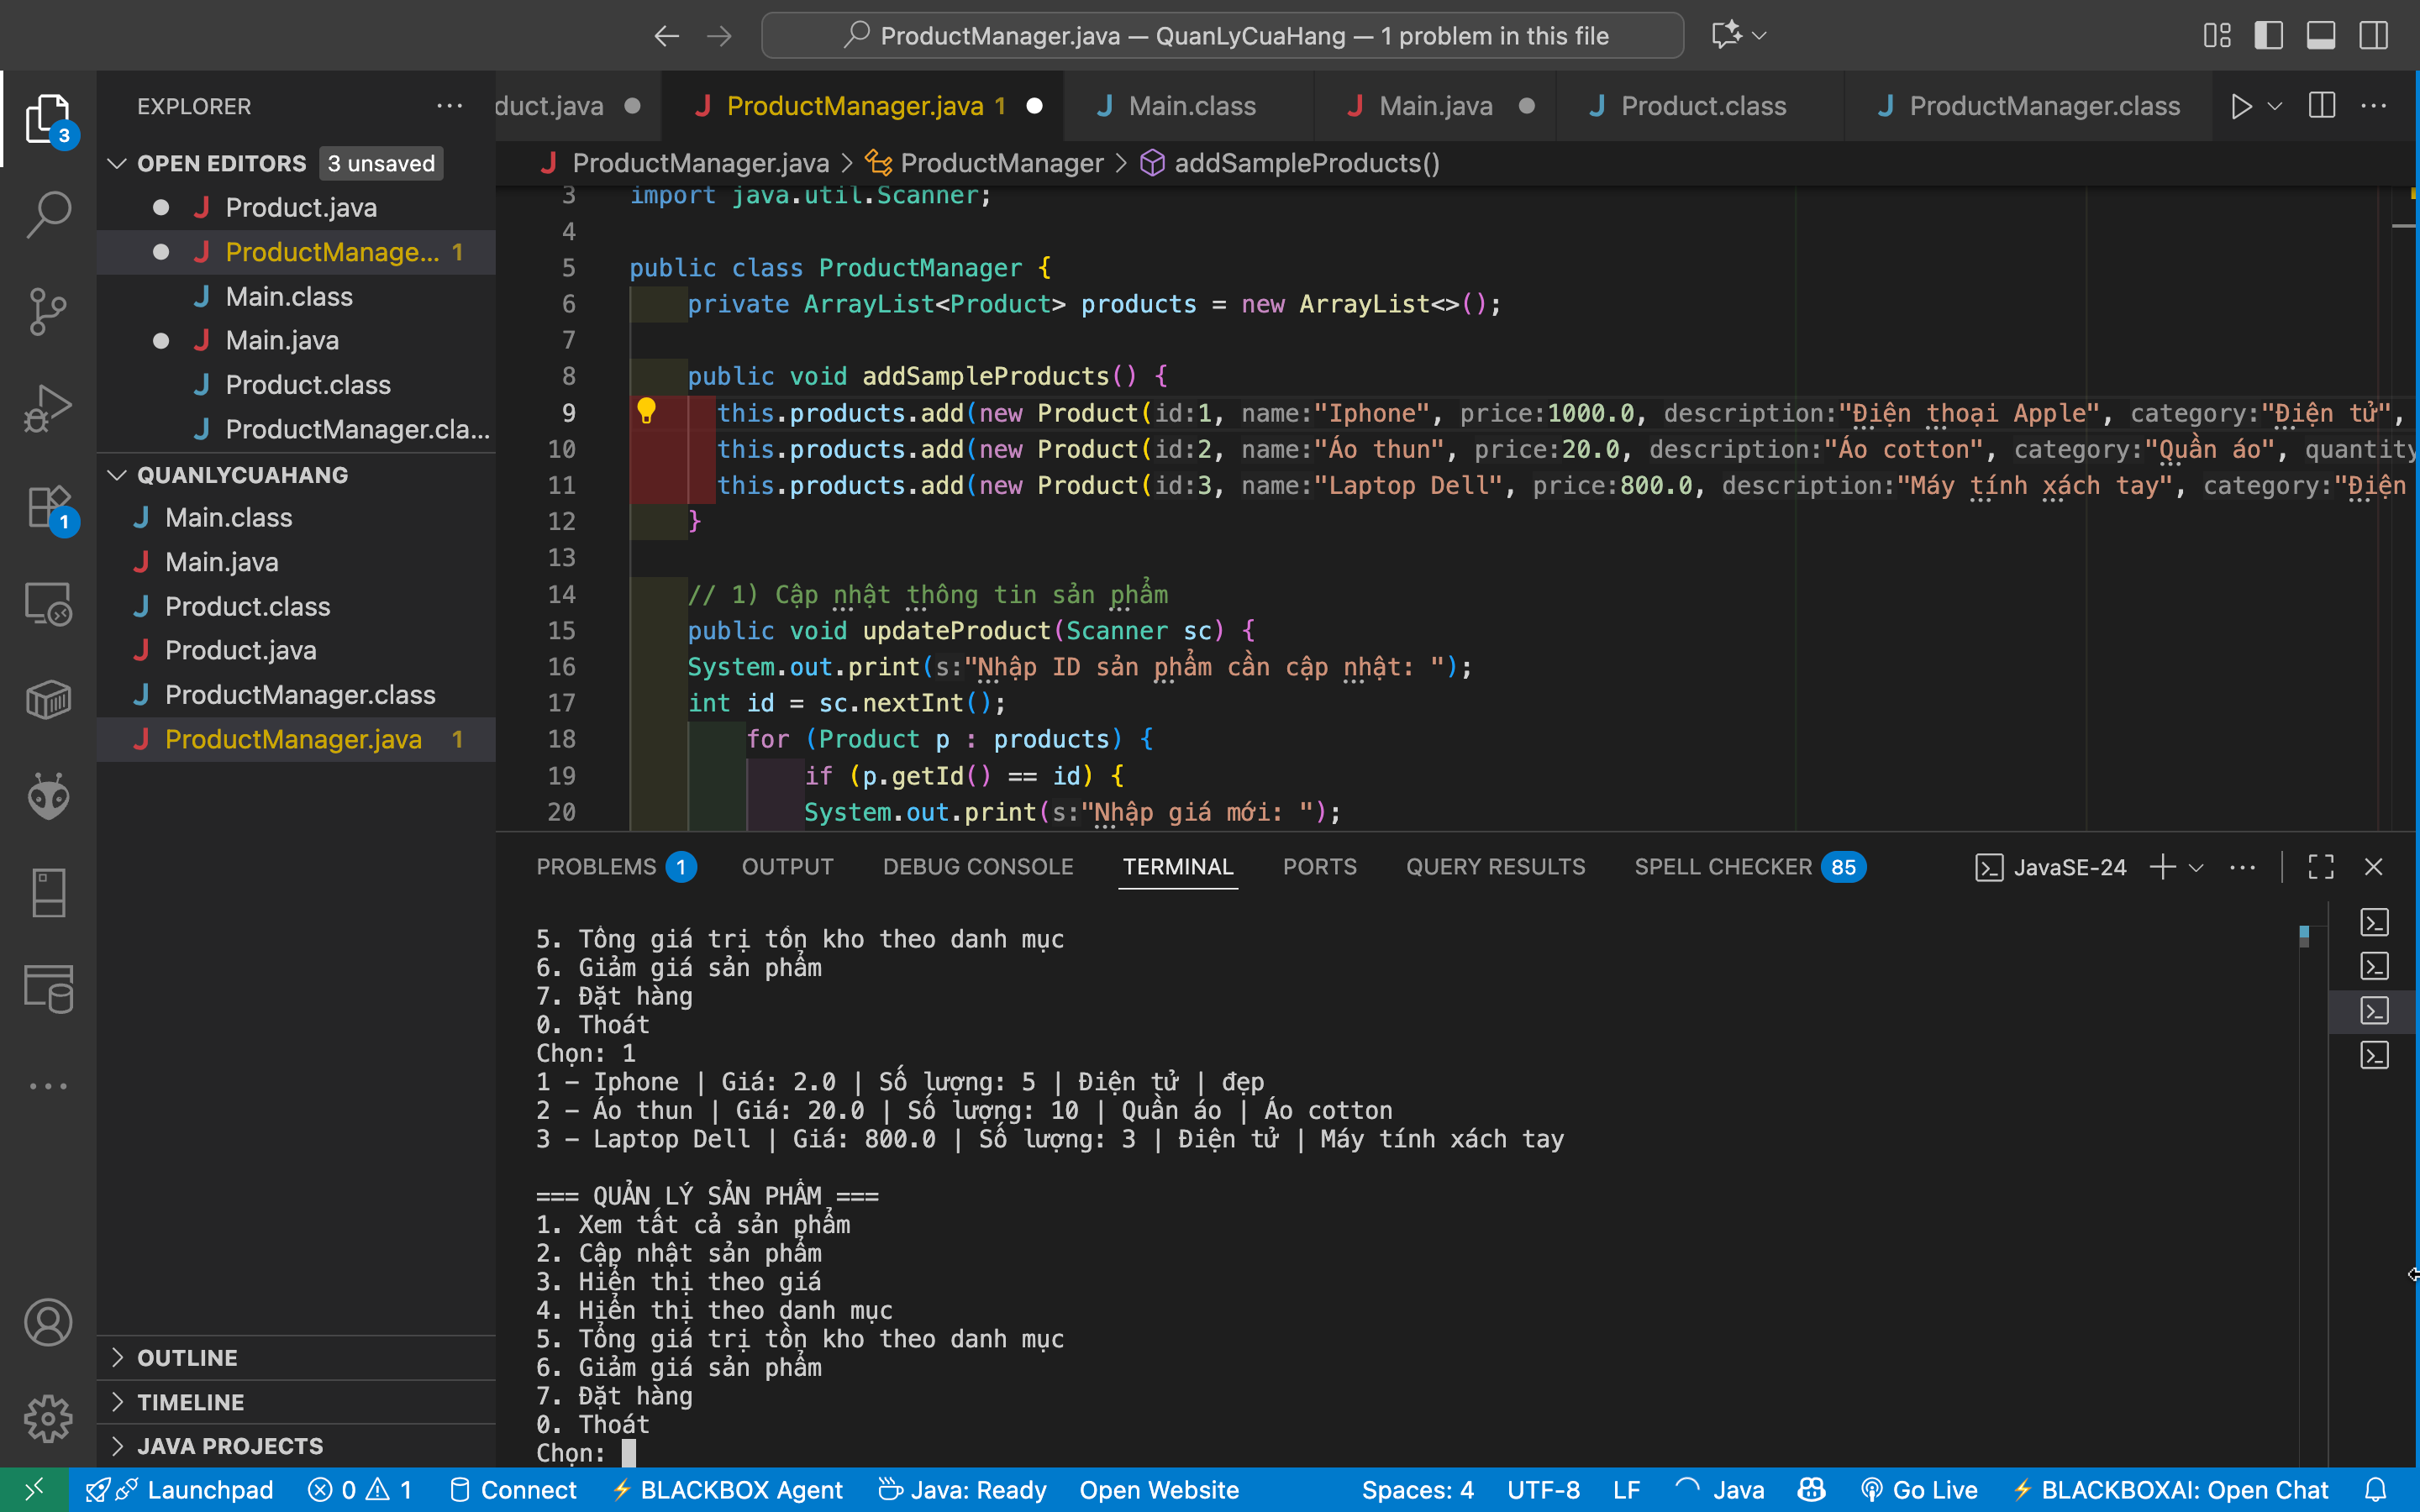 ProductManager.java — QuanLyCuaHang — 1 problem in this file
EXPLORER
duct.java
ProductManager.java 1
Main.class
Main.java
Product.class
ProductManager.class
3
OPEN EDITORS 3 unsaved
Product.java
ProductManage... 1
Main.class
Main.java
Product.class
ProductManager.cla...
QUANLYCUAHANG
Main.class
Main.java
Product.class
Product.java
ProductManager.class
ProductManager.java 1
1
OUTLINE
TIMELINE
JAVA PROJECTS
ProductManager.java > ProductManager > addSampleProducts()
3 import java.util.Scanner;
4
5 public class ProductManager {
6 private ArrayList<Product> products = new ArrayList<>();
7
8 public void addSampleProducts() {
9 this.products.add(new Product(id:1, name:"Iphone", price:1000.0, description:"Điện thoại Apple", category:"Điện tử",
10 this.products.add(new Product(id:2, name:"Áo thun", price:20.0, description:"Áo cotton", category:"Quần áo", quantity
11 this.products.add(new Product(id:3, name:"Laptop Dell", price:800.0, description:"Máy tính xách tay", category:"Điện
12 }
13
14 // 1) Cập nhật thông tin sản phẩm
15 public void updateProduct(Scanner sc) {
16 System.out.print(s:"Nhập ID sản phẩm cần cập nhật: ");
17 int id = sc.nextInt();
18 for (Product p : products) {
19 if (p.getId() == id) {
20 System.out.print(s:"Nhập giá mới: ");
PROBLEMS 1 OUTPUT DEBUG CONSOLE TERMINAL PORTS QUERY RESULTS SPELL CHECKER 85 JavaSE-24
5. Tổng giá trị tồn kho theo danh mục
6. Giảm giá sản phẩm
7. Đặt hàng
0. Thoát
Chọn: 1
1 - Iphone | Giá: 2.0 | Số lượng: 5 | Điện tử | đẹp
2 - Áo thun | Giá: 20.0 | Số lượng: 10 | Quần áo | Áo cotton
3 - Laptop Dell | Giá: 800.0 | Số lượng: 3 | Điện tử | Máy tính xách tay
=== QUẢN LÝ SẢN PHẨM ===
1. Xem tất cả sản phẩm
2. Cập nhật sản phẩm
3. Hiển thị theo giá
4. Hiển thị theo danh mục
5. Tổng giá trị tồn kho theo danh mục
6. Giảm giá sản phẩm
7. Đặt hàng
0. Thoát
Chọn:
Launchpad 0 1 Connect BLACKBOX Agent Java: Ready Open Website Spaces: 4 UTF-8 LF Java Go Live BLACKBOXAI: Open Chat